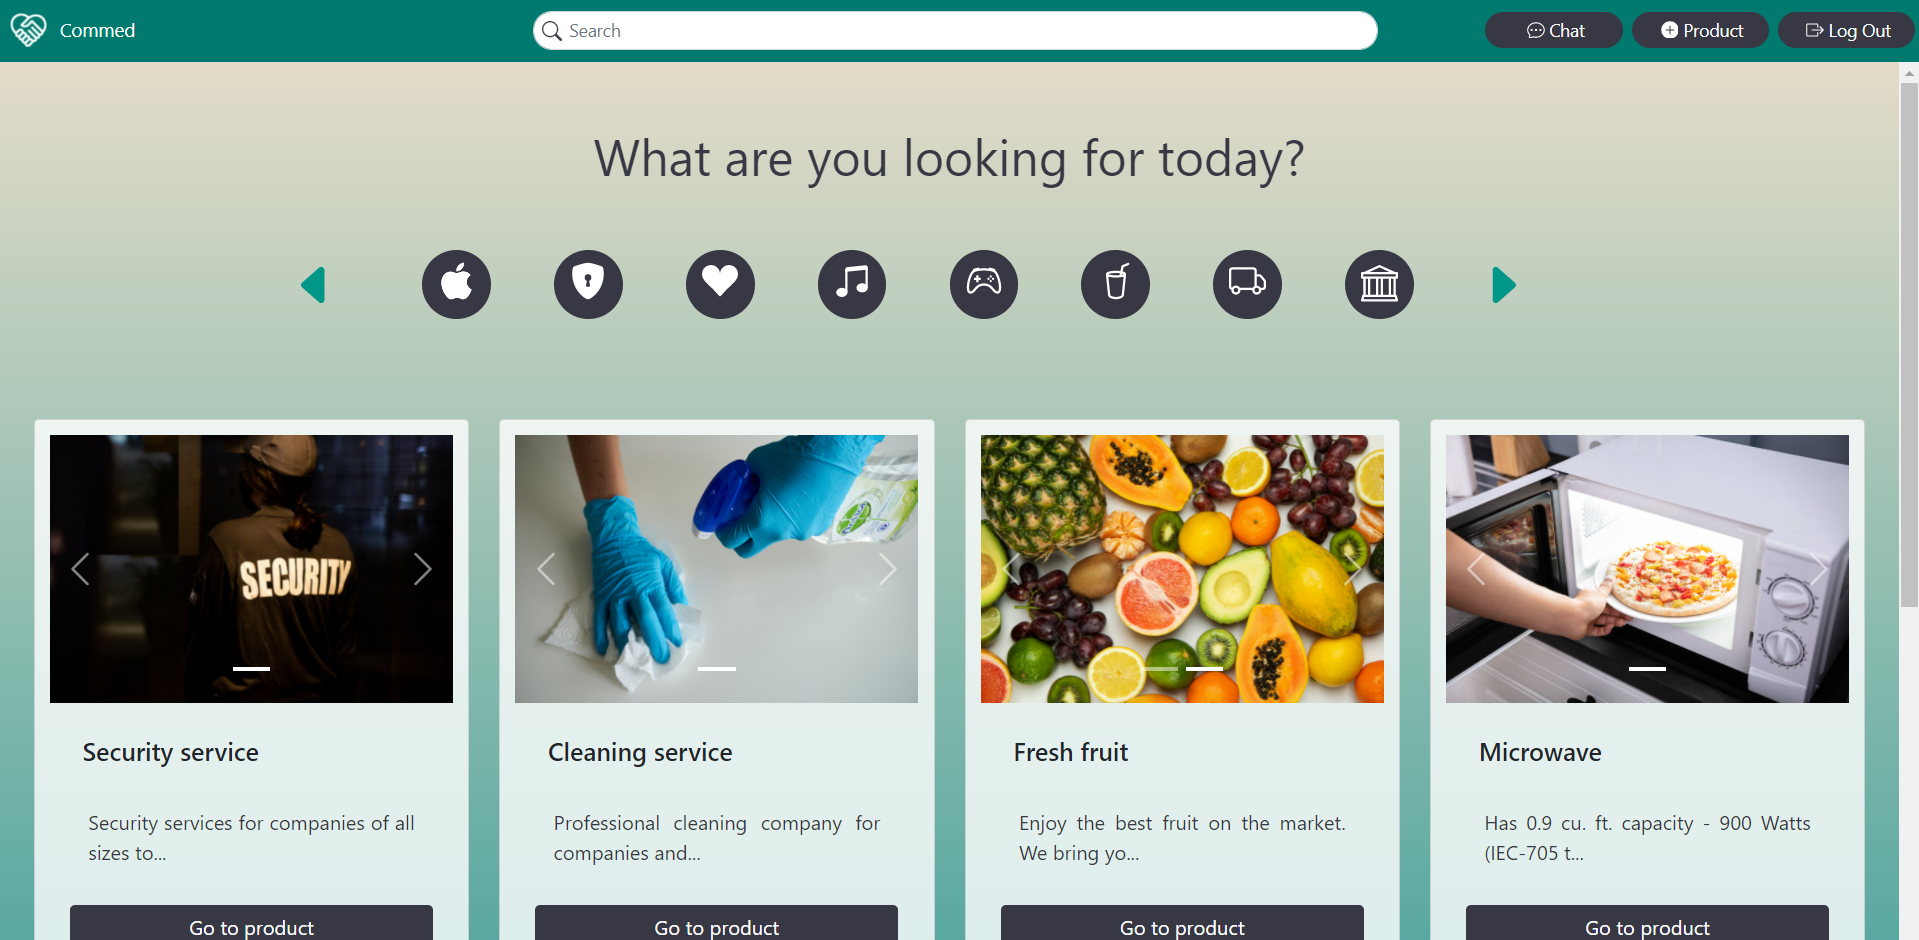 Commed
Search
Chat
Product
Log Out
What are you looking for today?
SECURITY
Security service
Security services for companies of all
sizes to...
Go to product
Cleaning service
Professional cleaning company for
companies and...
Go to product
Fresh fruit
Enjoy the best fruit on the market.
We bring yo...
Go to product
Microwave
Has 0.9 cu. ft. capacity - 900 Watts
(IEC-705 t...
Go to product